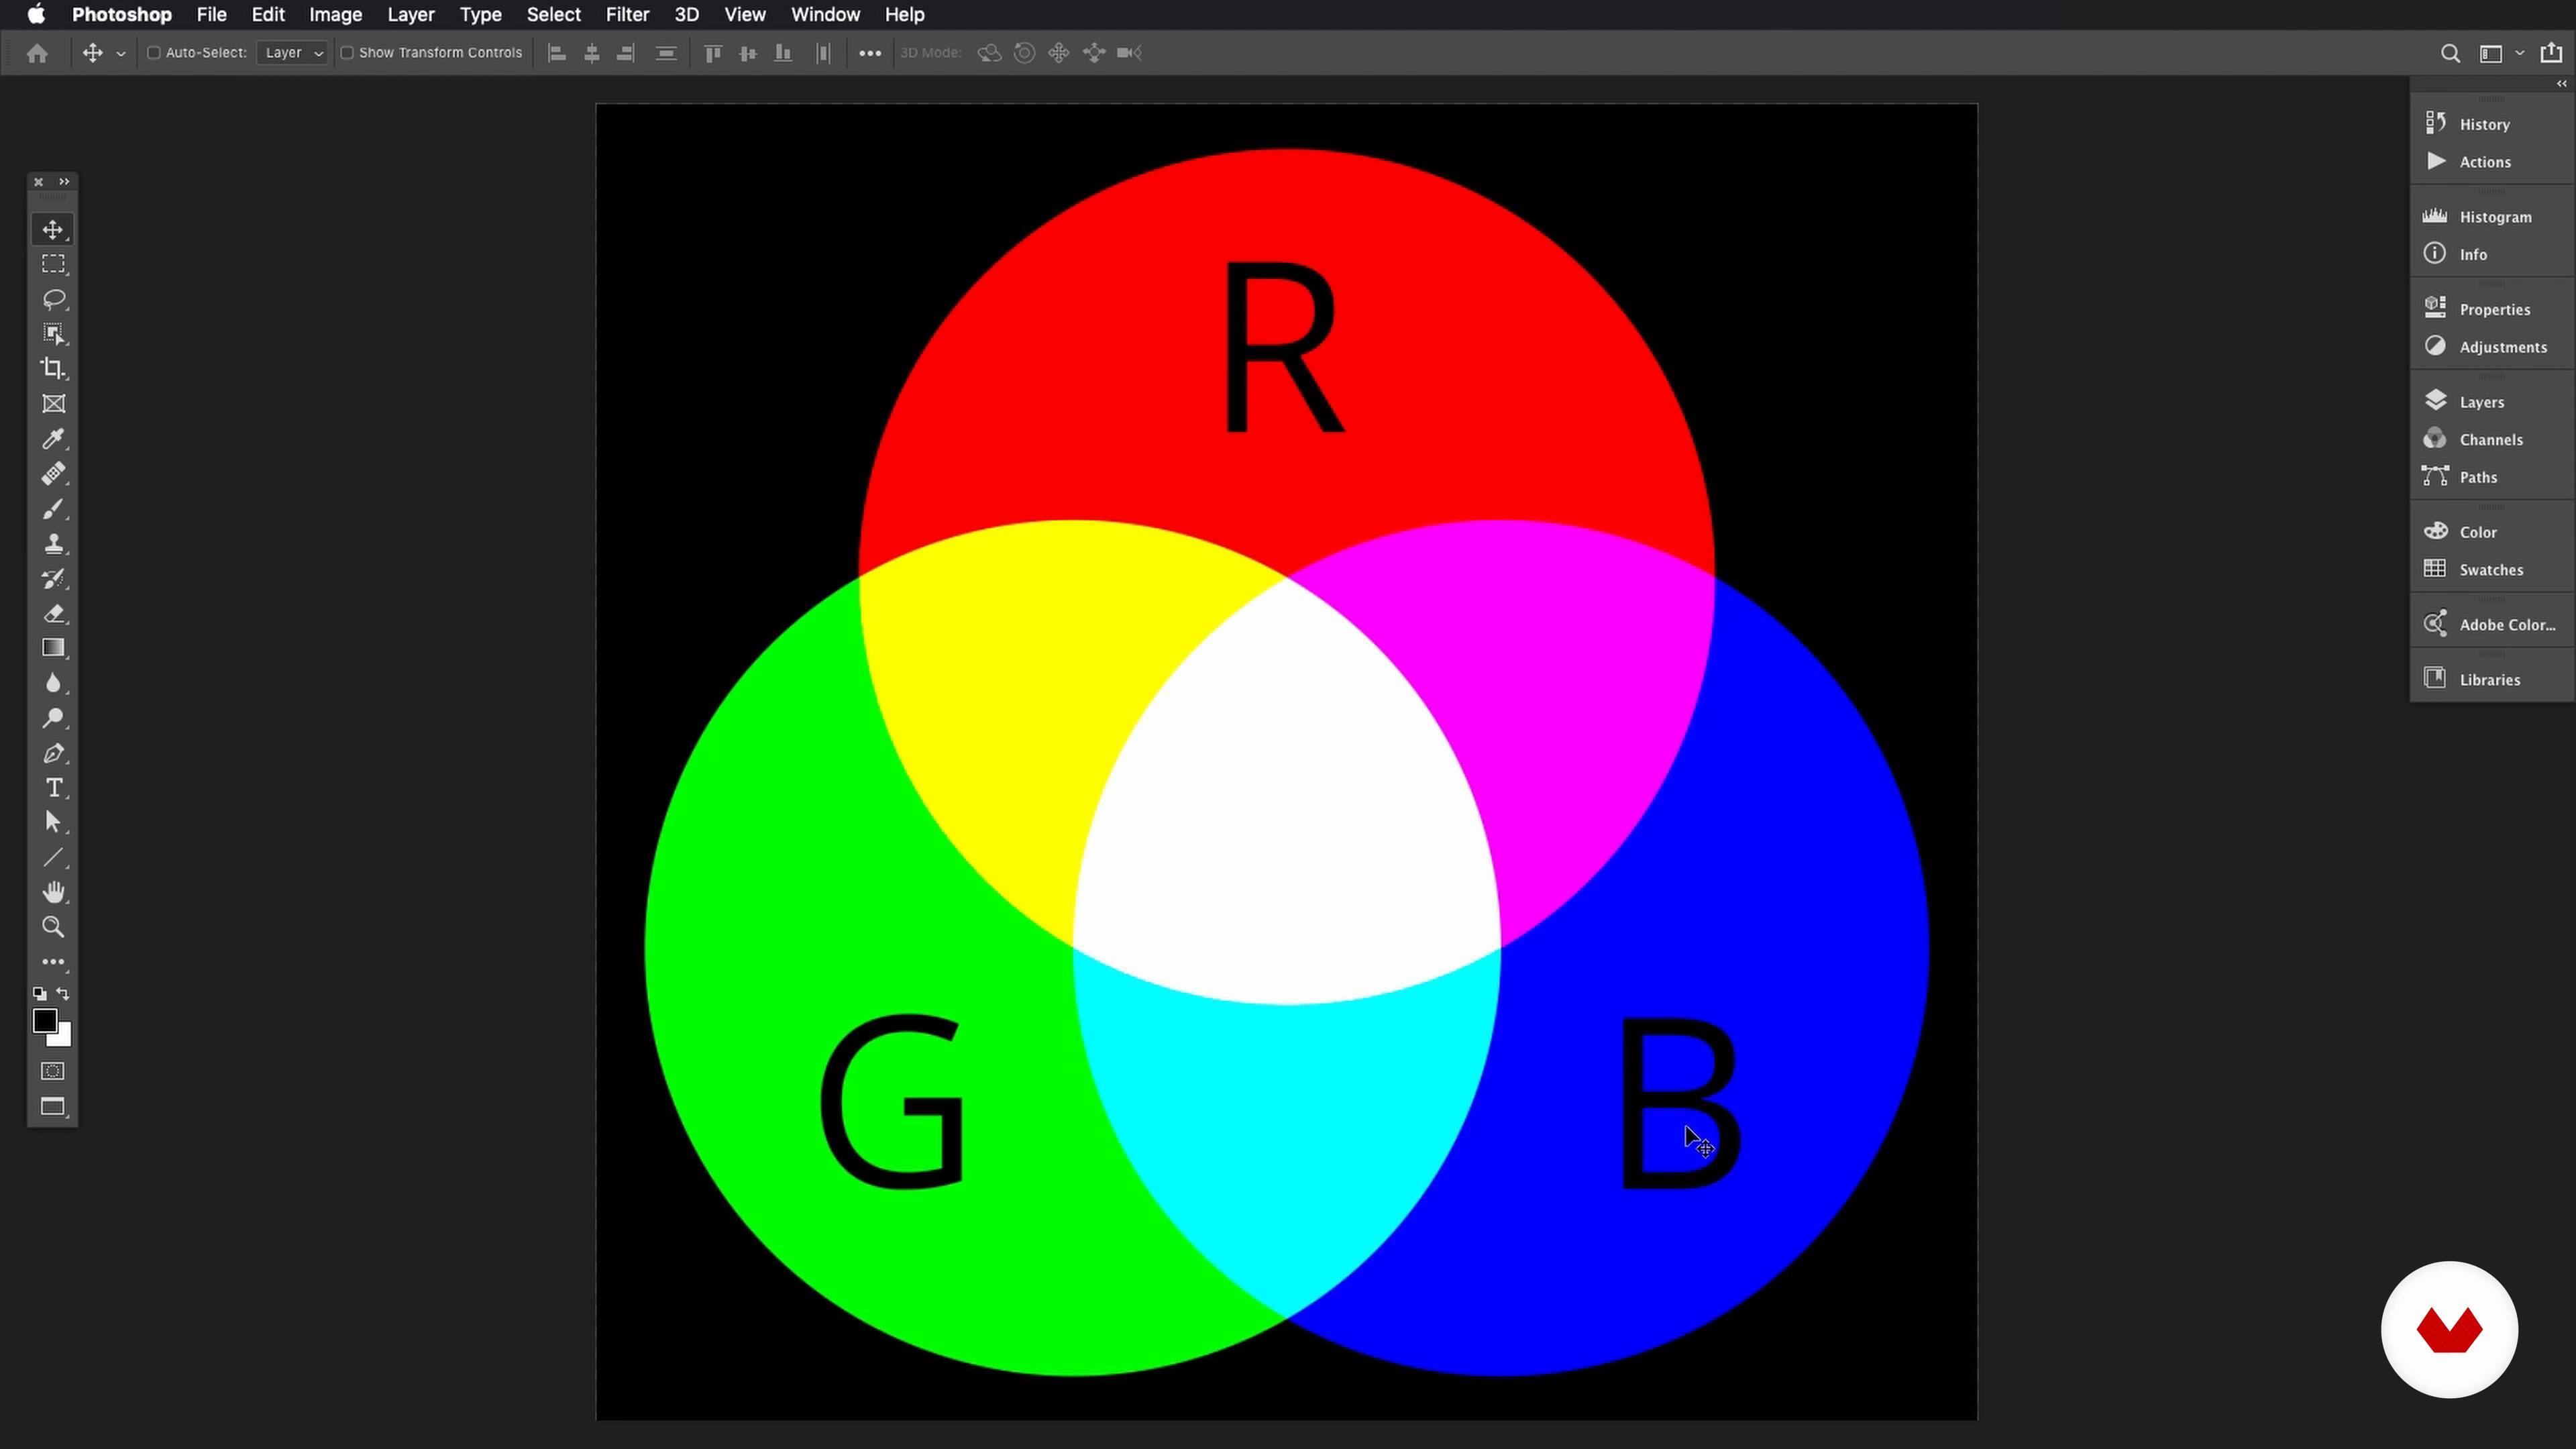 Photoshop File Edit Image Layer Type Select Filter 3D View Window Help
Auto-Select: Layer Show Transform Controls 3D Mode:
History
Actions
Histogram
Info
Properties
Adjustments
Layers
Channels
Paths
Color
Swatches
Adobe Color...
Libraries
R
G B